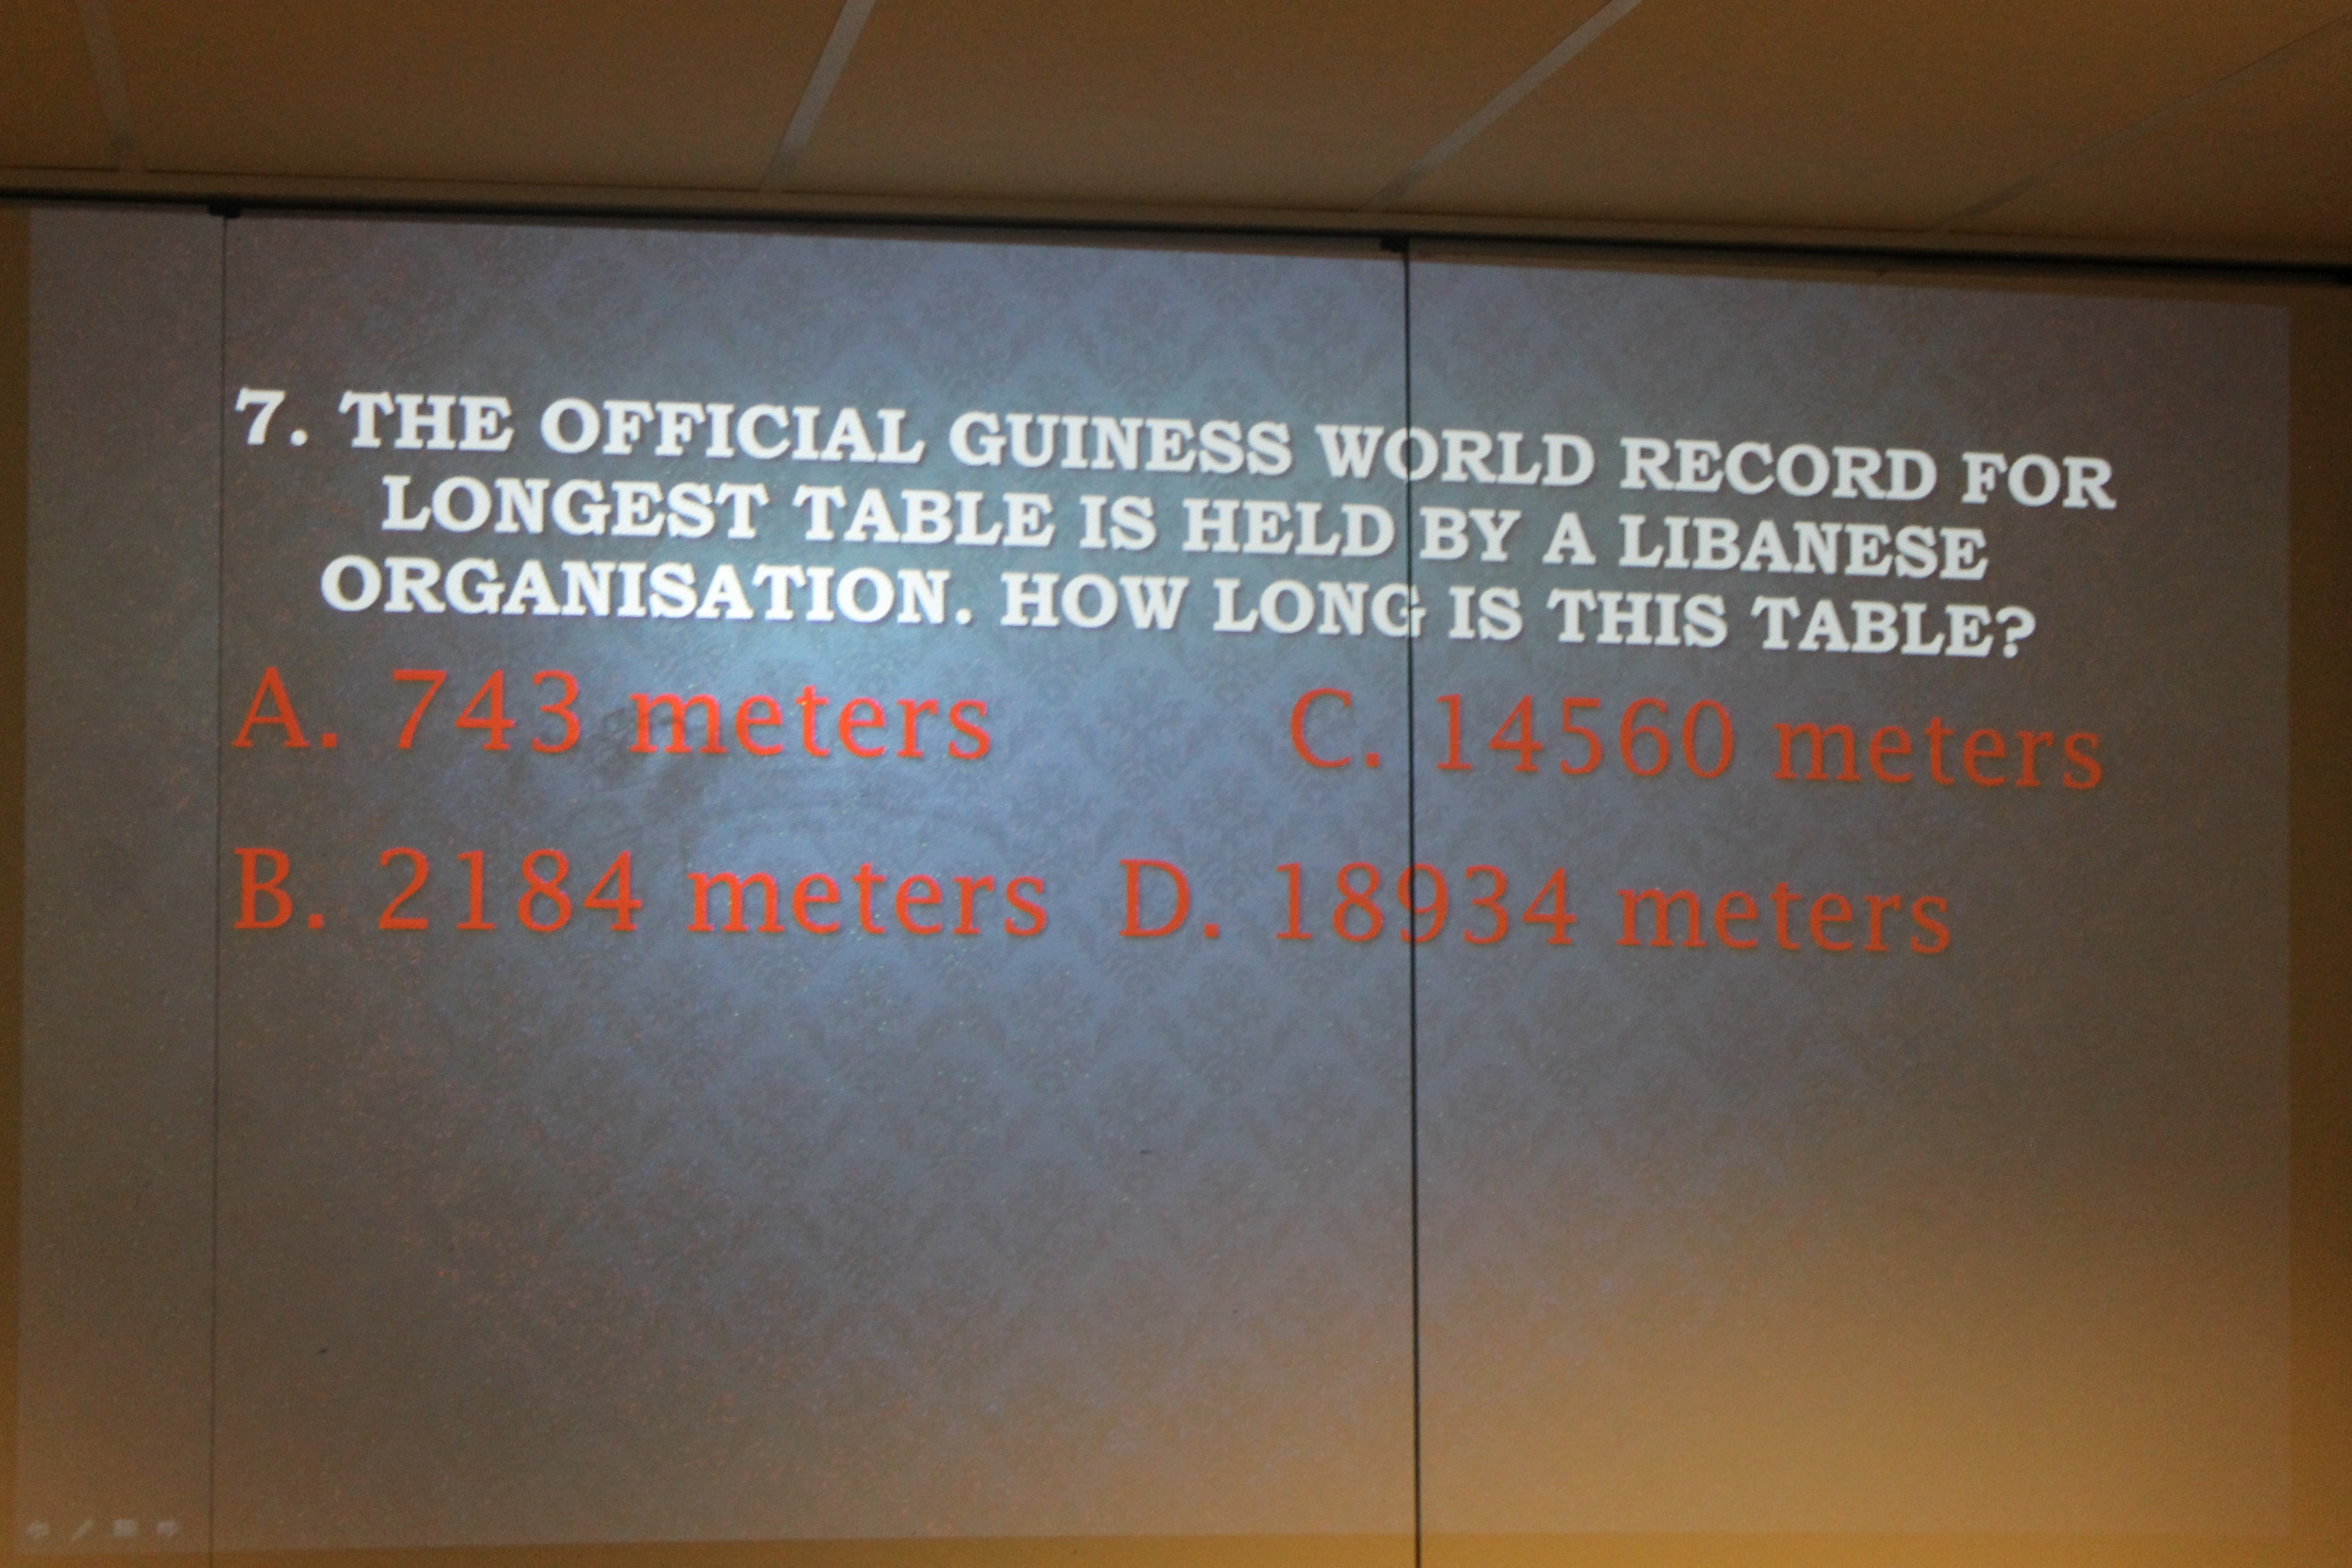 7. THE OFFICIAL GUINESS WORLD RECORD FOR
LONGEST TABLE IS HELD BY A LIBANESE
ORGANISATION. HOW LONG IS THIS TABLE?
A. 743 meters
C. 14560 meters
B. 2184 meters
D. 18934 meters